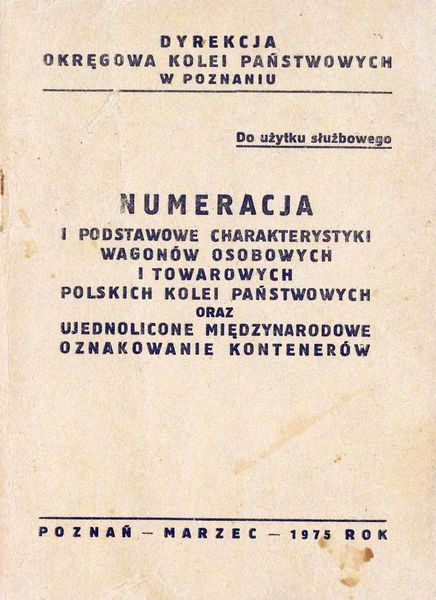 DYREKCJA
OKRĘGOWA KOLEI PAŃSTWOWYCH
W POZNANIU
Do użytku służbowego
NUMERACJA
I PODSTAWOWE CHARAKTERYSTYKI
WAGONÓW OSOBOWYCH
I TOWAROWYCH
POLSKICH KOLEI PAŃSTWOWYCH
ORAZ
UJEDNOLICONE MIĘDZYNARODOWE
OZNAKOWANIE KONTENERÓW
POZNAŃ — MARZEC — 1975 ROK